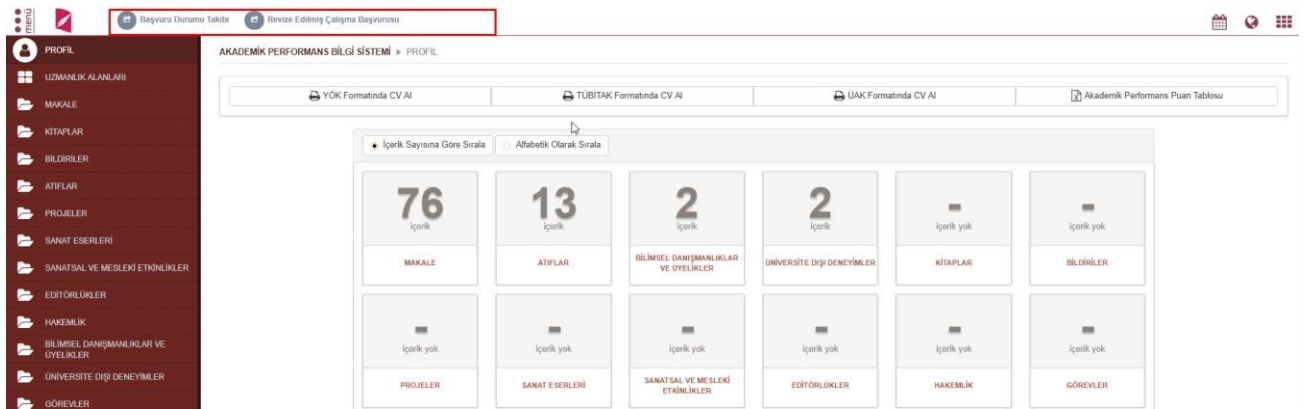 menü
Başvuru Durumu Takibi
Revize Edilmiş Çalışma Başvurusu
PROFİL
UZMANLIK ALANLARI
MAKALE
KİTAPLAR
BİLDİRİLER
ATIFLAR
PROJELER
SANAT ESERLERİ
SANATSAL VE MESLEKİ ETKİNLİKLER
EDİTÖRLÜKLER
HAKEMLİK
BİLİMSEL DANIŞMANLIKLAR VE
ÜYELİKLER
ÜNİVERSİTE DIŞI DENEYİMLER
GÖREVLER
AKADEMİK PERFORMANS BİLGİ SİSTEMİ » PROFİL
YÖK Formatında CV Al
TÜBİTAK Formatında CV Al
ÜAK Formatında CV Al
Akademik Performans Puan Tablosu
İçerik Sayısına Göre Sırala
Alfabetik Olarak Sırala
76
içerik
MAKALE
13
içerik
ATIFLAR
2
içerik
BİLİMSEL DANIŞMANLIKLAR
VE ÜYELİKLER
2
içerik
ÜNİVERSİTE DIŞI DENEYİMLER
-
içerik yok
KİTAPLAR
-
içerik yok
BİLDİRİLER
-
içerik yok
PROJELER
-
içerik yok
SANAT ESERLERİ
-
içerik yok
SANATSAL VE MESLEKİ
ETKİNLİKLER
-
içerik yok
EDİTÖRLÜKLER
-
içerik yok
HAKEMLİK
-
içerik yok
GÖREVLER